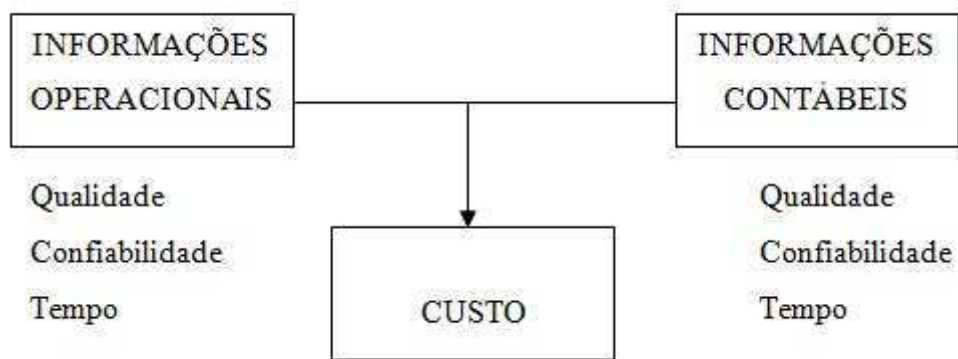 INFORMAÇÕES
OPERACIONAIS
INFORMAÇÕES
CONTÁBEIS
Qualidade
Confiabilidade
Tempo
Qualidade
Confiabilidade
Tempo
CUSTO